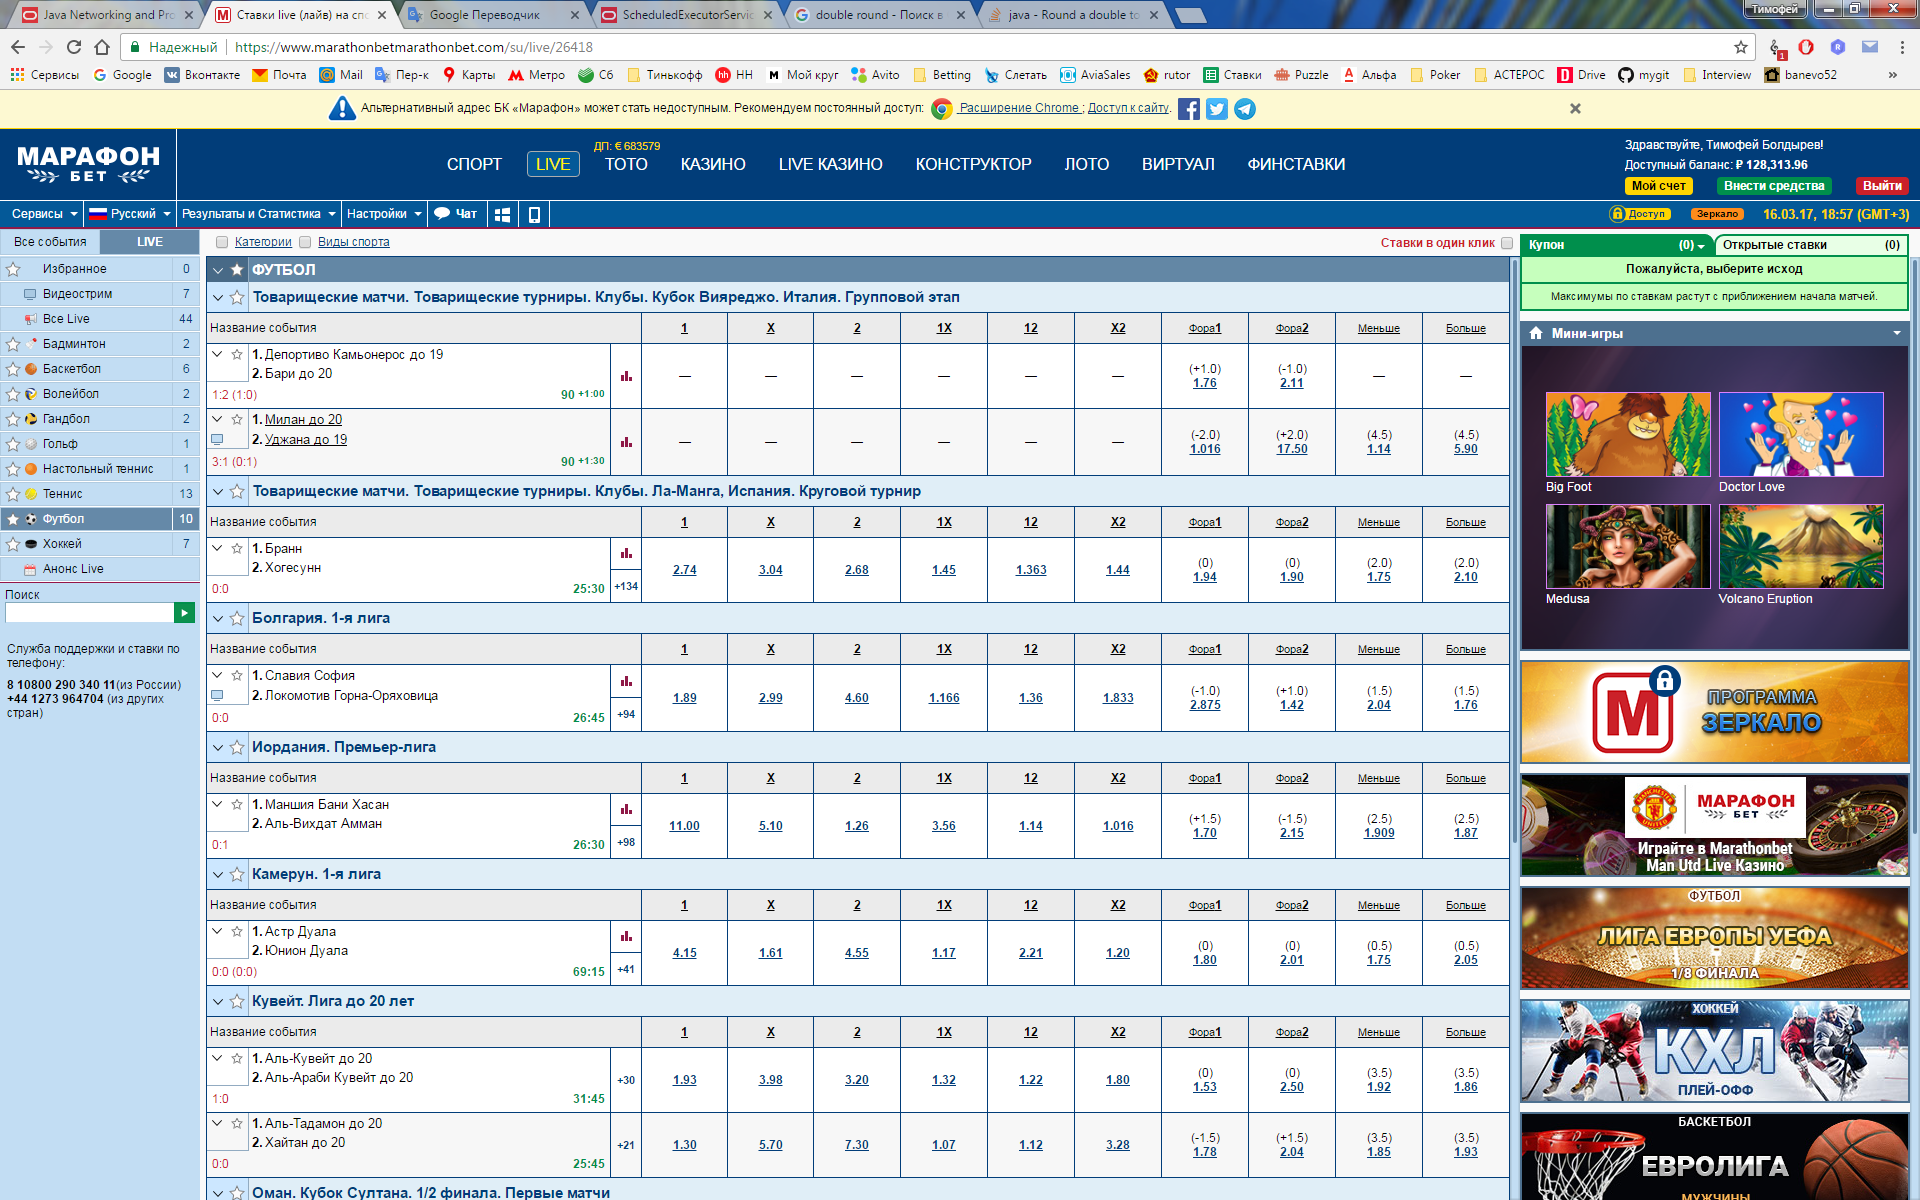 Java Networking and Pro
Ставки live (лайв) на спо
Google Переводчик
ScheduledExecutorServic
double round - Поиск в
java - Round a double to
Тимофей
Надежный
https://www.marathonbetmarathonbet.com/su/live/26418
Сервисы
Google
Вконтакте
Почта
Mail
Пер-к
Карты
Метро
Сб
Тинькофф
НН
Мой круг
Avito
Betting
Слетать
AviaSales
rutor
Ставки
Puzzle
Альфа
Poker
АСТЕРОС
Drive
mygit
Interview
banevo52
Альтернативный адрес БК «Марафон» может стать недоступным. Рекомендуем постоянный доступ: Расширение Chrome ; Доступ к сайту.
МАРАФОН
БЕТ
СПОРТ
LIVE
ДП: € 683579
ТОТО
КАЗИНО
LIVE КАЗИНО
КОНСТРУКТОР
ЛОТО
ВИРТУАЛ
ФИНСТАВКИ
Здравствуйте, Тимофей Болдырев!
Доступный баланс: ₽ 128,313.96
Мой счет
Внести средства
Выйти
Сервисы
Русский
Результаты и Статистика
Настройки
Чат
Доступ
Зеркало
16.03.17, 18:57 (GMT+3)
Все события
LIVE
Избранное 0
Видеострим 7
Все Live 44
Бадминтон 2
Баскетбол 6
Волейбол 2
Гандбол 2
Гольф 1
Настольный теннис 1
Теннис 13
Футбол 10
Хоккей 7
Анонс Live
Поиск
Служба поддержки и ставки по
телефону:
8 10800 290 340 11(из России)
+44 1273 964704 (из других
стран)
Категории
Виды спорта
Ставки в один клик
ФУТБОЛ
Товарищеские матчи. Товарищеские турниры. Клубы. Кубок Вияреджо. Италия. Групповой этап
Название события 1 X 2 1X 12 X2 Фора1 Фора2 Меньше Больше
1. Депортиво Камьонерос до 19
2. Бари до 20
1:2 (1:0) 90 +1:00
— — — — — — (+1.0) 1.76 (-1.0) 2.11 — —
1. Милан до 20
2. Уджана до 19
3:1 (0:1) 90 +1:30
— — — — — — (-2.0) 1.016 (+2.0) 17.50 (4.5) 1.14 (4.5) 5.90
Товарищеские матчи. Товарищеские турниры. Клубы. Ла-Манга, Испания. Круговой турнир
Название события 1 X 2 1X 12 X2 Фора1 Фора2 Меньше Больше
1. Бранн
2. Хогесунн
0:0 25:30
+134 2.74 3.04 2.68 1.45 1.363 1.44 (0) 1.94 (0) 1.90 (2.0) 1.75 (2.0) 2.10
Болгария. 1-я лига
Название события 1 X 2 1X 12 X2 Фора1 Фора2 Меньше Больше
1. Славия София
2. Локомотив Горна-Оряховица
0:0 26:45
+94 1.89 2.99 4.60 1.166 1.36 1.833 (-1.0) 2.875 (+1.0) 1.42 (1.5) 2.04 (1.5) 1.76
Иордания. Премьер-лига
Название события 1 X 2 1X 12 X2 Фора1 Фора2 Меньше Больше
1. Маншия Бани Хасан
2. Аль-Вихдат Амман
0:1 26:30
+98 11.00 5.10 1.26 3.56 1.14 1.016 (+1.5) 1.70 (-1.5) 2.15 (2.5) 1.909 (2.5) 1.87
Камерун. 1-я лига
Название события 1 X 2 1X 12 X2 Фора1 Фора2 Меньше Больше
1. Астр Дуала
2. Юнион Дуала
0:0 (0:0) 69:15
+41 4.15 1.61 4.55 1.17 2.21 1.20 (0) 1.80 (0) 2.01 (0.5) 1.75 (0.5) 2.05
Кувейт. Лига до 20 лет
Название события 1 X 2 1X 12 X2 Фора1 Фора2 Меньше Больше
1. Аль-Кувейт до 20
2. Аль-Араби Кувейт до 20
1:0 31:45
+30 1.93 3.98 3.20 1.32 1.22 1.80 (0) 1.53 (0) 2.50 (3.5) 1.92 (3.5) 1.86
1. Аль-Тадамон до 20
2. Хайтан до 20
0:0 25:45
+21 1.30 5.70 7.30 1.07 1.12 3.28 (-1.5) 1.78 (+1.5) 2.04 (3.5) 1.85 (3.5) 1.93
Оман. Кубок Султана. 1/2 финала. Первые матчи
Купон (0)
Открытые ставки (0)
Пожалуйста, выберите исход
Максимумы по ставкам растут с приближением начала матчей.
Мини-игры
Big Foot
Doctor Love
Medusa
Volcano Eruption
М
ПРОГРАММА
ЗЕРКАЛО
MANCHESTER
UNITED
МАРАФОН
БЕТ
Играйте в Marathonbet
Man Utd Live Казино
ФУТБОЛ
ЛИГА ЕВРОПЫ УЕФА
1/8 ФИНАЛА
ХОККЕЙ
КХЛ
ПЛЕЙ-ОФФ
БАСКЕТБОЛ
ЕВРОЛИГА
МУЖЧИНЫ